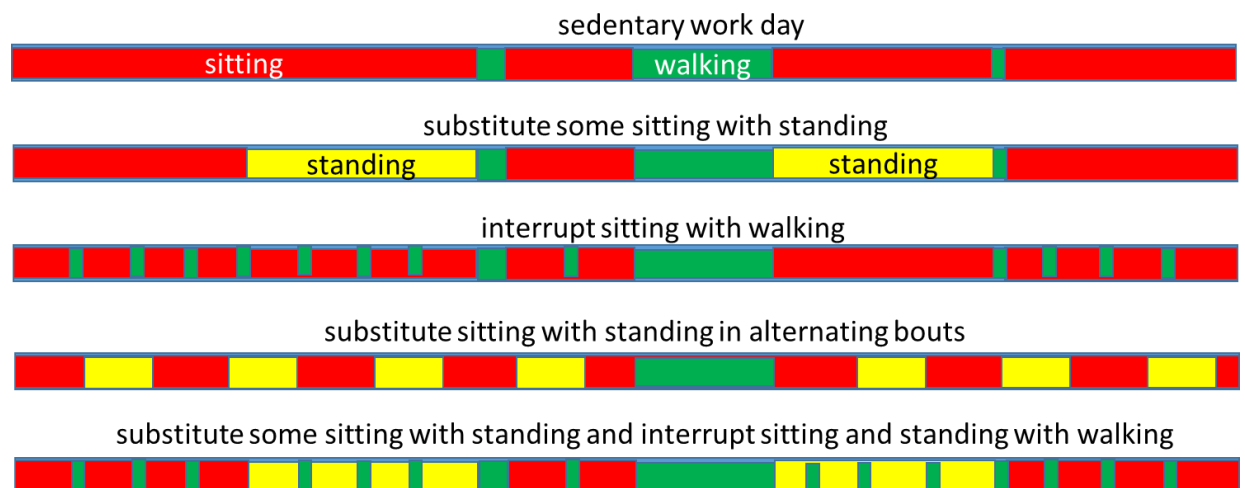 sedentary work day
sitting
walking
substitute some sitting with standing
standing
standing
interrupt sitting with walking
substitute sitting with standing in alternating bouts
substitute some sitting with standing and interrupt sitting and standing with walking